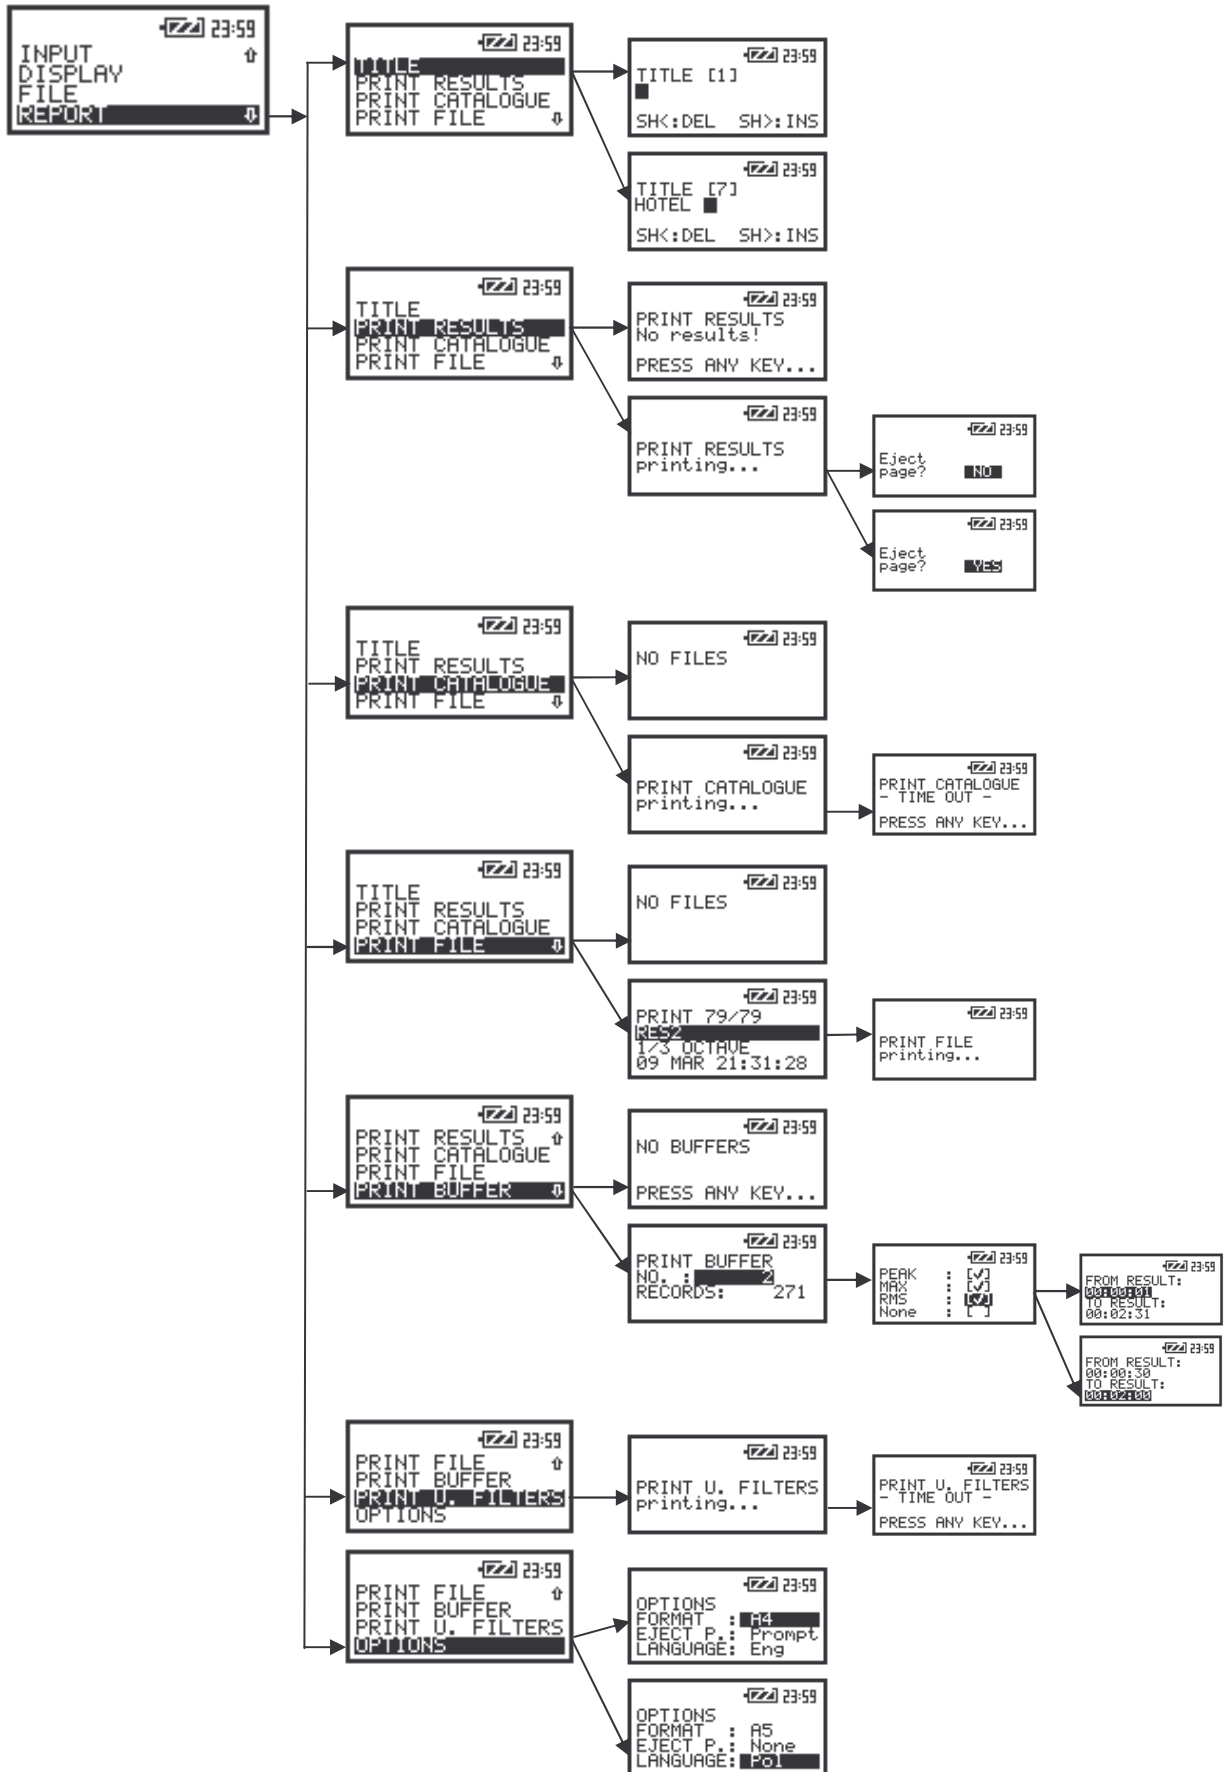 23:59
INPUT
DISPLAY
FILE
REPORT
23:59
TITLE
PRINT RESULTS
PRINT CATALOGUE
PRINT FILE
23:59
TITLE [1]
SH<:DEL SH>:INS
23:59
TITLE [7]
HOTEL
SH<:DEL SH>:INS
23:59
TITLE
PRINT RESULTS
PRINT CATALOGUE
PRINT FILE
23:59
PRINT RESULTS
No results!
PRESS ANY KEY...
23:59
PRINT RESULTS
printing...
23:59
Eject
page? NO
23:59
Eject
page? YES
23:59
TITLE
PRINT RESULTS
PRINT CATALOGUE
PRINT FILE
23:59
NO FILES
23:59
PRINT CATALOGUE
printing...
23:59
PRINT CATALOGUE
- TIME OUT -
PRESS ANY KEY...
23:59
TITLE
PRINT RESULTS
PRINT CATALOGUE
PRINT FILE
23:59
NO FILES
23:59
PRINT 79/79
RES2
1/3 OCTAVE
09 MAR 21:31:28
23:59
PRINT FILE
printing...
23:59
PRINT RESULTS
PRINT CATALOGUE
PRINT FILE
PRINT BUFFER
23:59
NO BUFFERS
PRESS ANY KEY...
23:59
PRINT BUFFER
NO. : 2
RECORDS: 271
23:59
PEAK : [✓]
MAX : [✓]
RMS : [✓]
None : [ ]
23:59
FROM RESULT:
00:00:01
TO RESULT:
00:02:31
23:59
FROM RESULT:
00:00:30
TO RESULT:
00:02:00
23:59
PRINT FILE
PRINT BUFFER
PRINT U. FILTERS
OPTIONS
23:59
PRINT U. FILTERS
printing...
23:59
PRINT U. FILTERS
- TIME OUT -
PRESS ANY KEY...
23:59
PRINT FILE
PRINT BUFFER
PRINT U. FILTERS
OPTIONS
23:59
OPTIONS
FORMAT : A4
EJECT P.: Prompt
LANGUAGE: Eng
23:59
OPTIONS
FORMAT : A5
EJECT P.: None
LANGUAGE: Pol